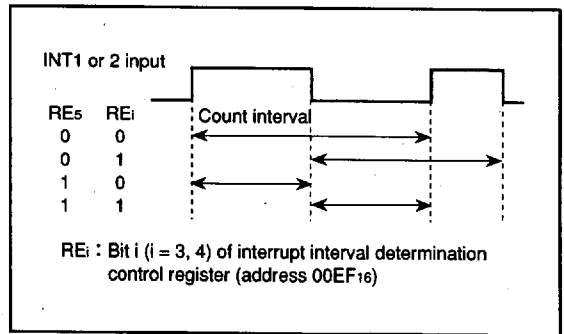 INT1 or 2 input
RE5 REi
Count interval
0 0
0 1
1 0
1 1
REi : Bit i (i = 3, 4) of interrupt interval determination
control register (address 00EF16)